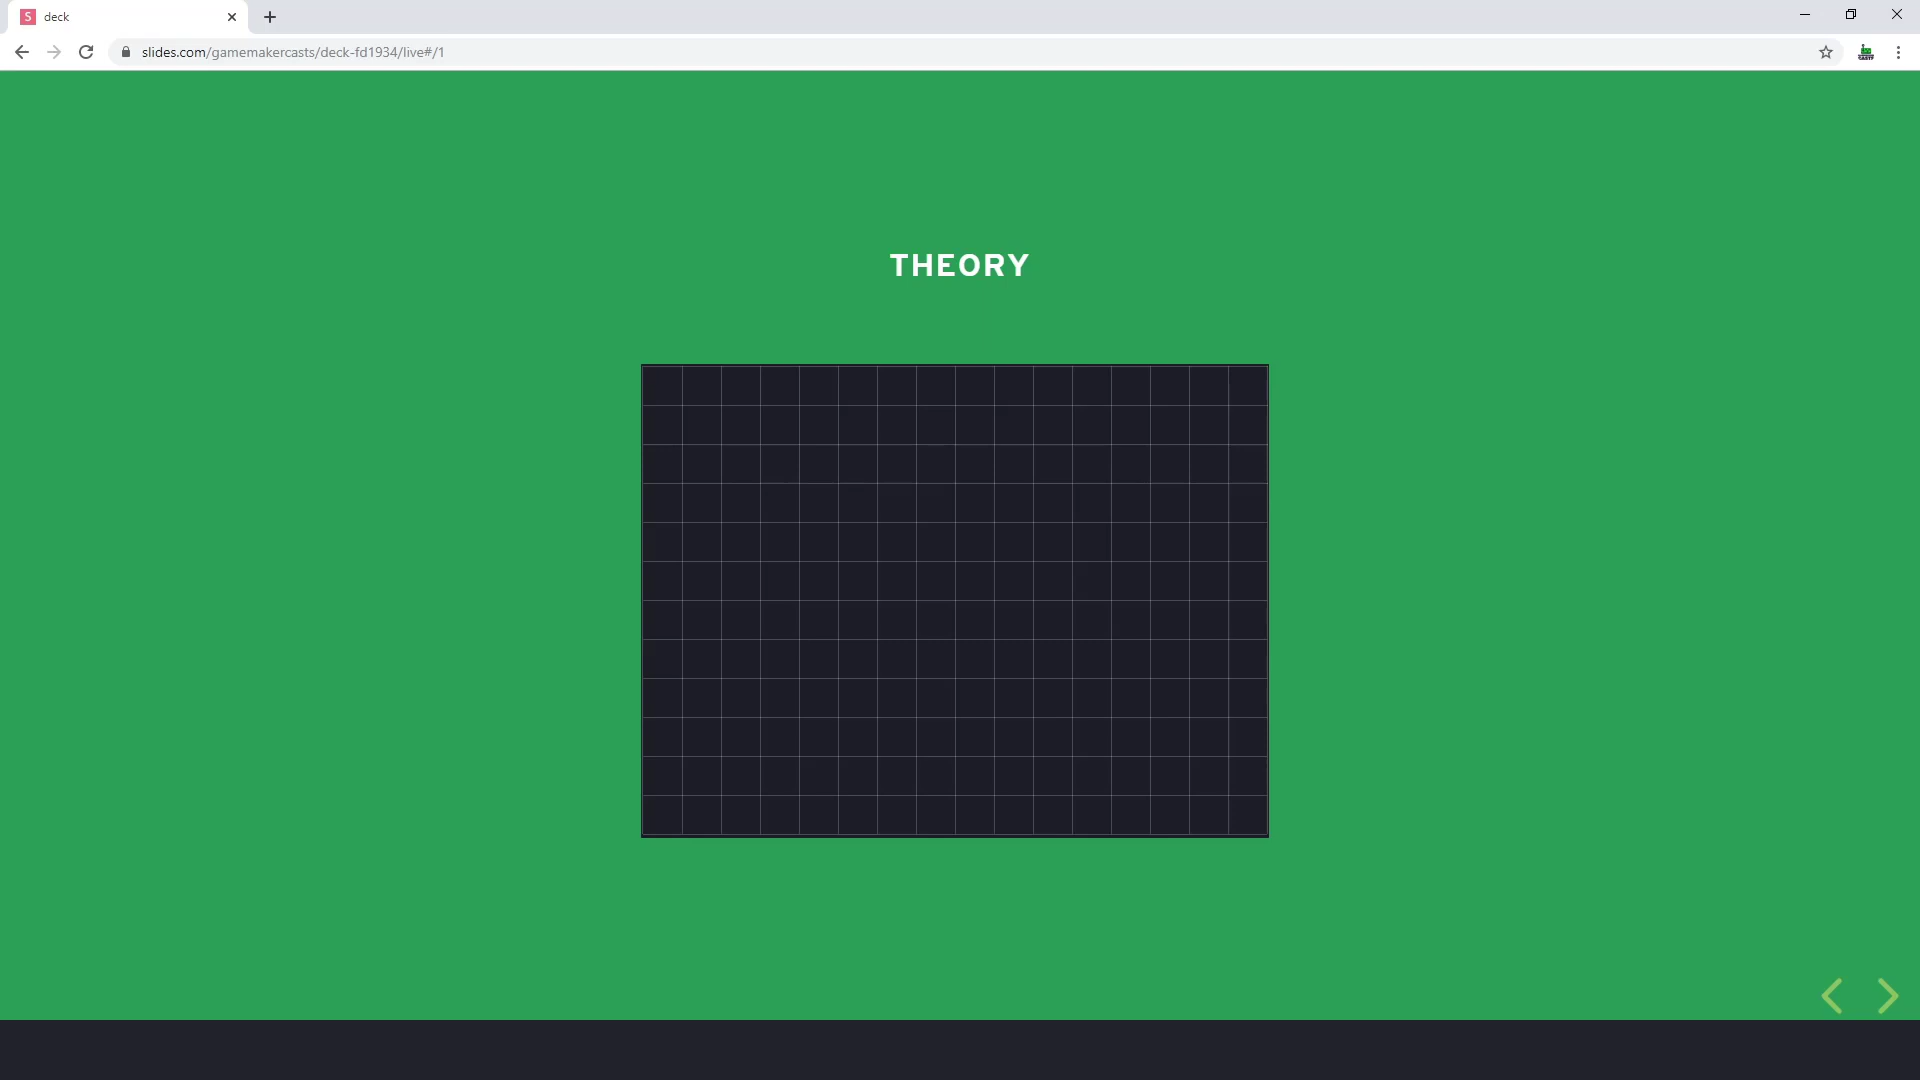 S deck
slides.com/gamemakercasts/deck-fd1934/live#/1
THEORY